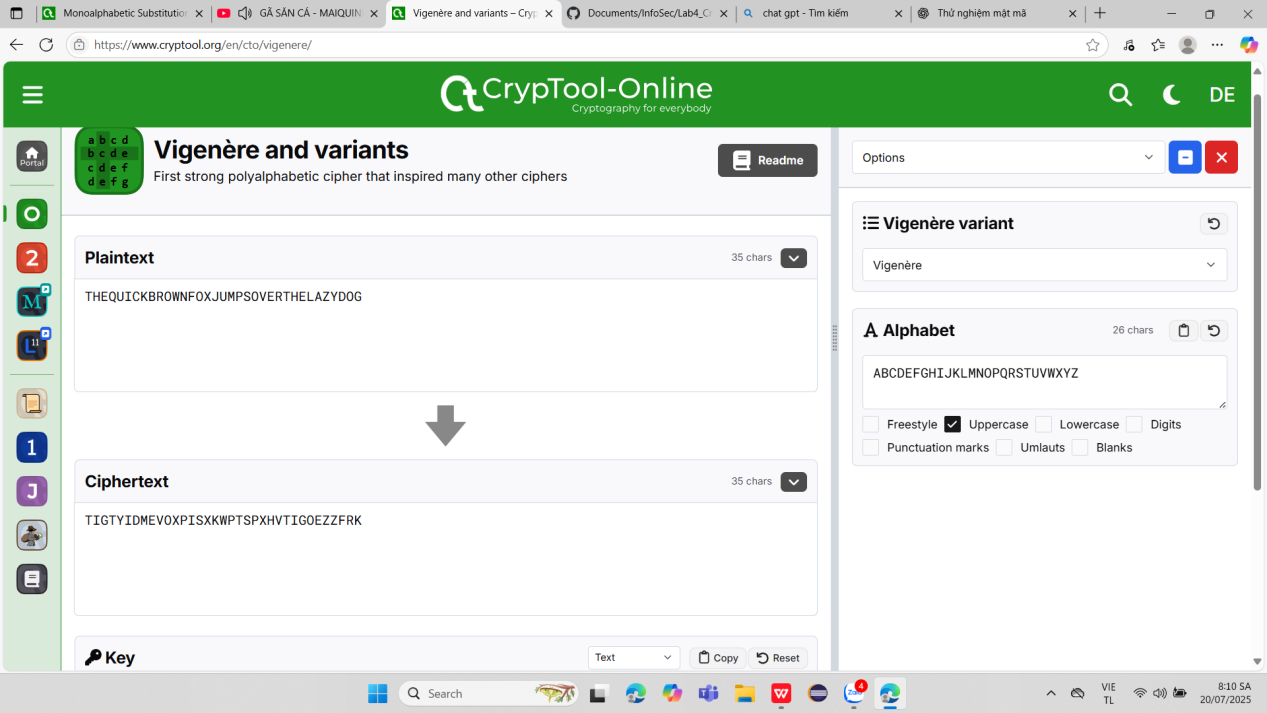 Monoalphabetic Substitution
GÃ SĂN CÁ - MAIQUIN
Vigenère and variants – Cryp
Documents/InfoSec/Lab4_Cr
chat gpt - Tìm kiếm
Thử nghiệm mật mã
https://www.cryptool.org/en/cto/vigenere/
CrypTool-Online
Cryptography for everybody
DE
Portal
a b c d
b c d e
c d e f
d e f g
Vigenère and variants
First strong polyalphabetic cipher that inspired many other ciphers
Readme
Options
Vigenère variant
Vigenère
Plaintext
35 chars
THEQUICKBROWNFOXJUMPSOVERTHELAZYDOG
Alphabet
26 chars
ABCDEFGHIJKLMNOPQRSTUVWXYZ
Freestyle Uppercase Lowercase Digits
Punctuation marks Umlauts Blanks
Ciphertext
35 chars
TIGTYIDMEVOXPISXKWPTSPXHVTIGOEZZFRK
Key
Text
Copy
Reset
2
M
L 11
1
J
Search
4
VIE
TL
8:10 SA
20/07/2025